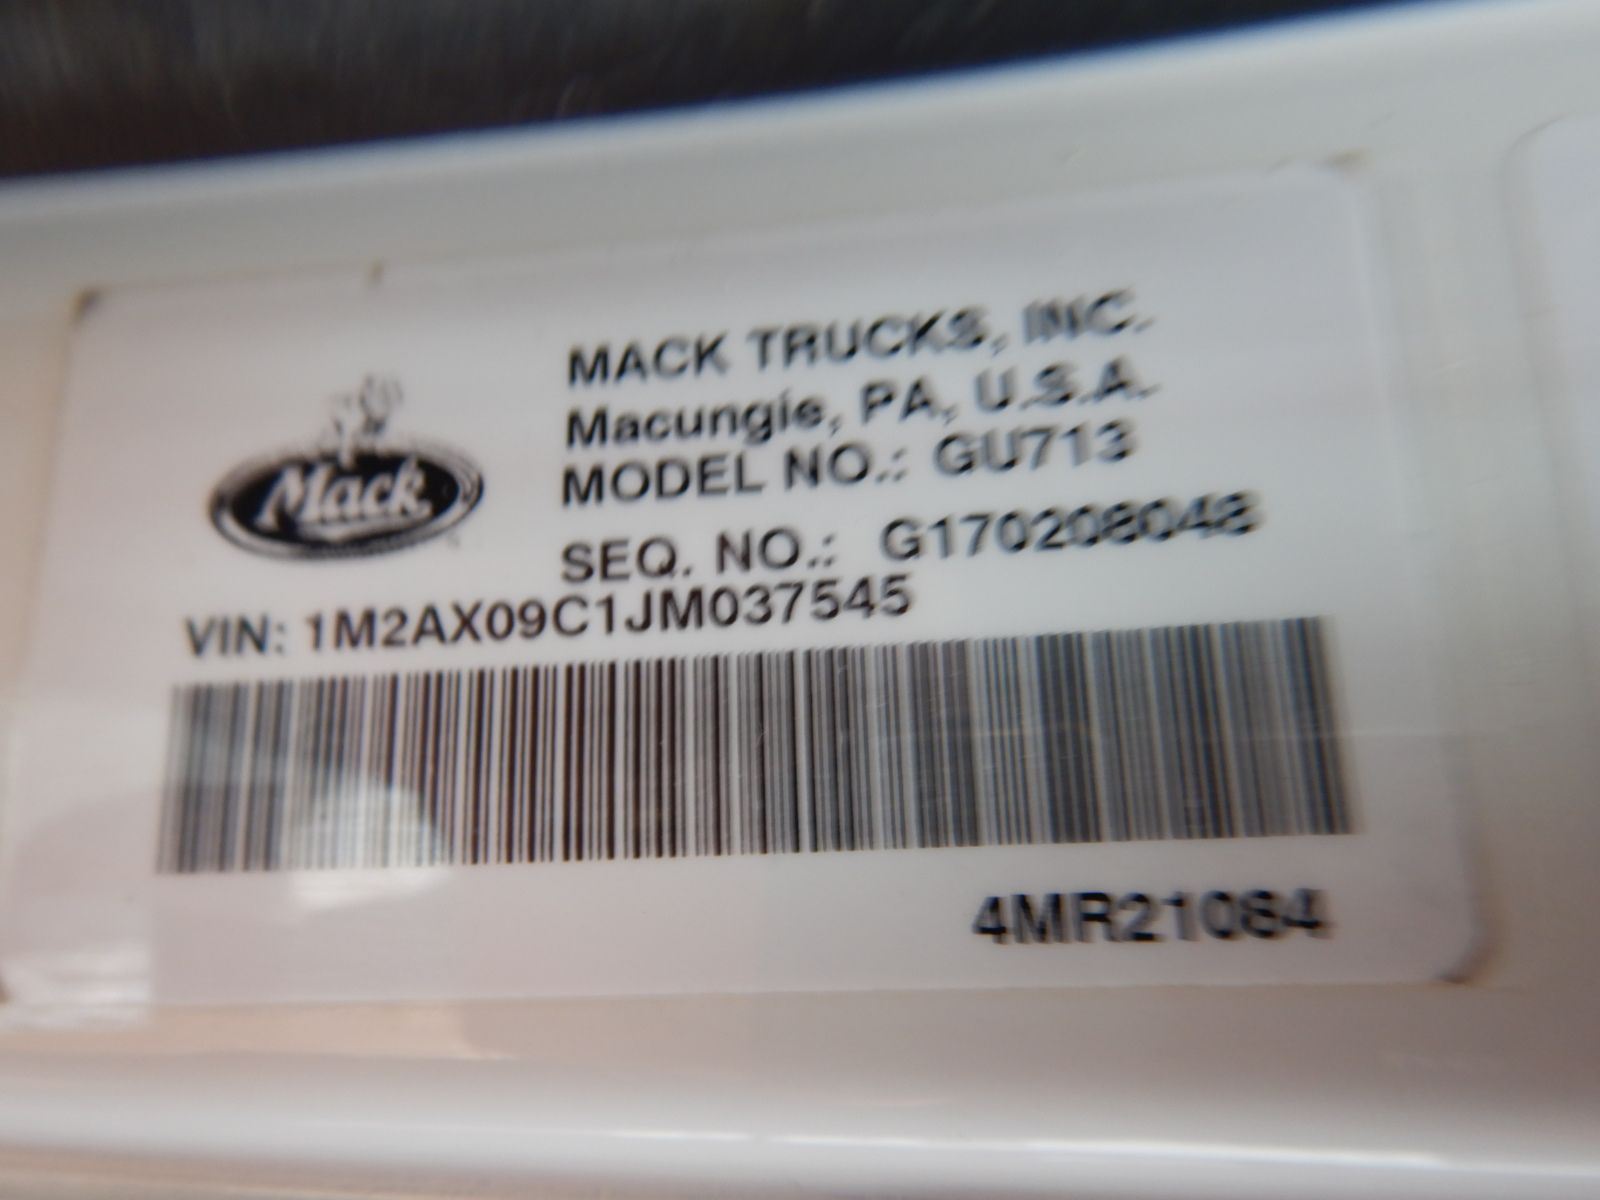 MACK TRUCKS, INC.
Macungie, PA, U.S.A.
MODEL NO.: GU713
Mack
SEQ. NO.: G170208048
VIN: 1M2AX09C1JM037545
4MR21084